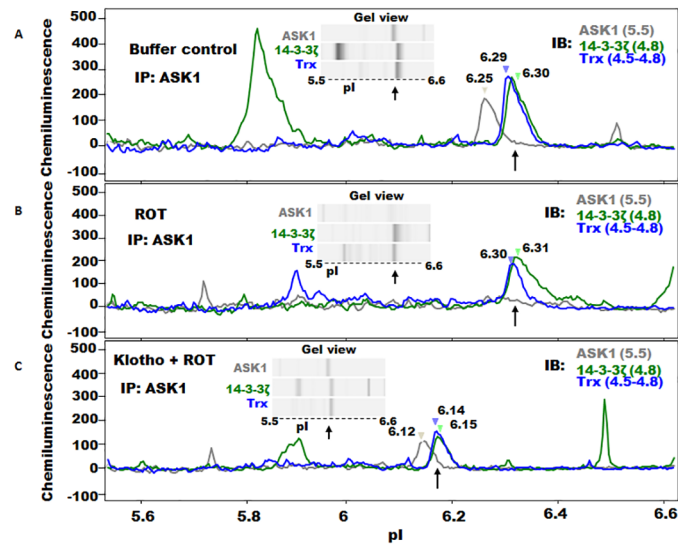 A
Buffer control
IP: ASK1
Gel view
ASK1
14-3-3ζ
Trx
5.5
6.6
pI
6.25
6.29
6.30
IB:
ASK1 (5.5)
14-3-3ζ (4.8)
Trx (4.5-4.8)
Chemiluminescence
500
400
300
200
100
0
-100
B
ROT
IP: ASK1
Gel view
ASK1
14-3-3ζ
Trx
5.5
6.6
pI
6.30
6.31
IB:
ASK1 (5.5)
14-3-3ζ (4.8)
Trx (4.5-4.8)
Chemiluminescence
500
400
300
200
100
0
-100
C
Klotho + ROT
IP: ASK1
Gel view
ASK1
14-3-3ζ
Trx
5.5
6.6
pI
6.12
6.14
6.15
IB:
ASK1 (5.5)
14-3-3ζ (4.8)
Trx (4.5-4.8)
Chemiluminescence
500
400
300
200
100
0
-100
5.6
5.8
6
6.2
6.4
6.6
pI